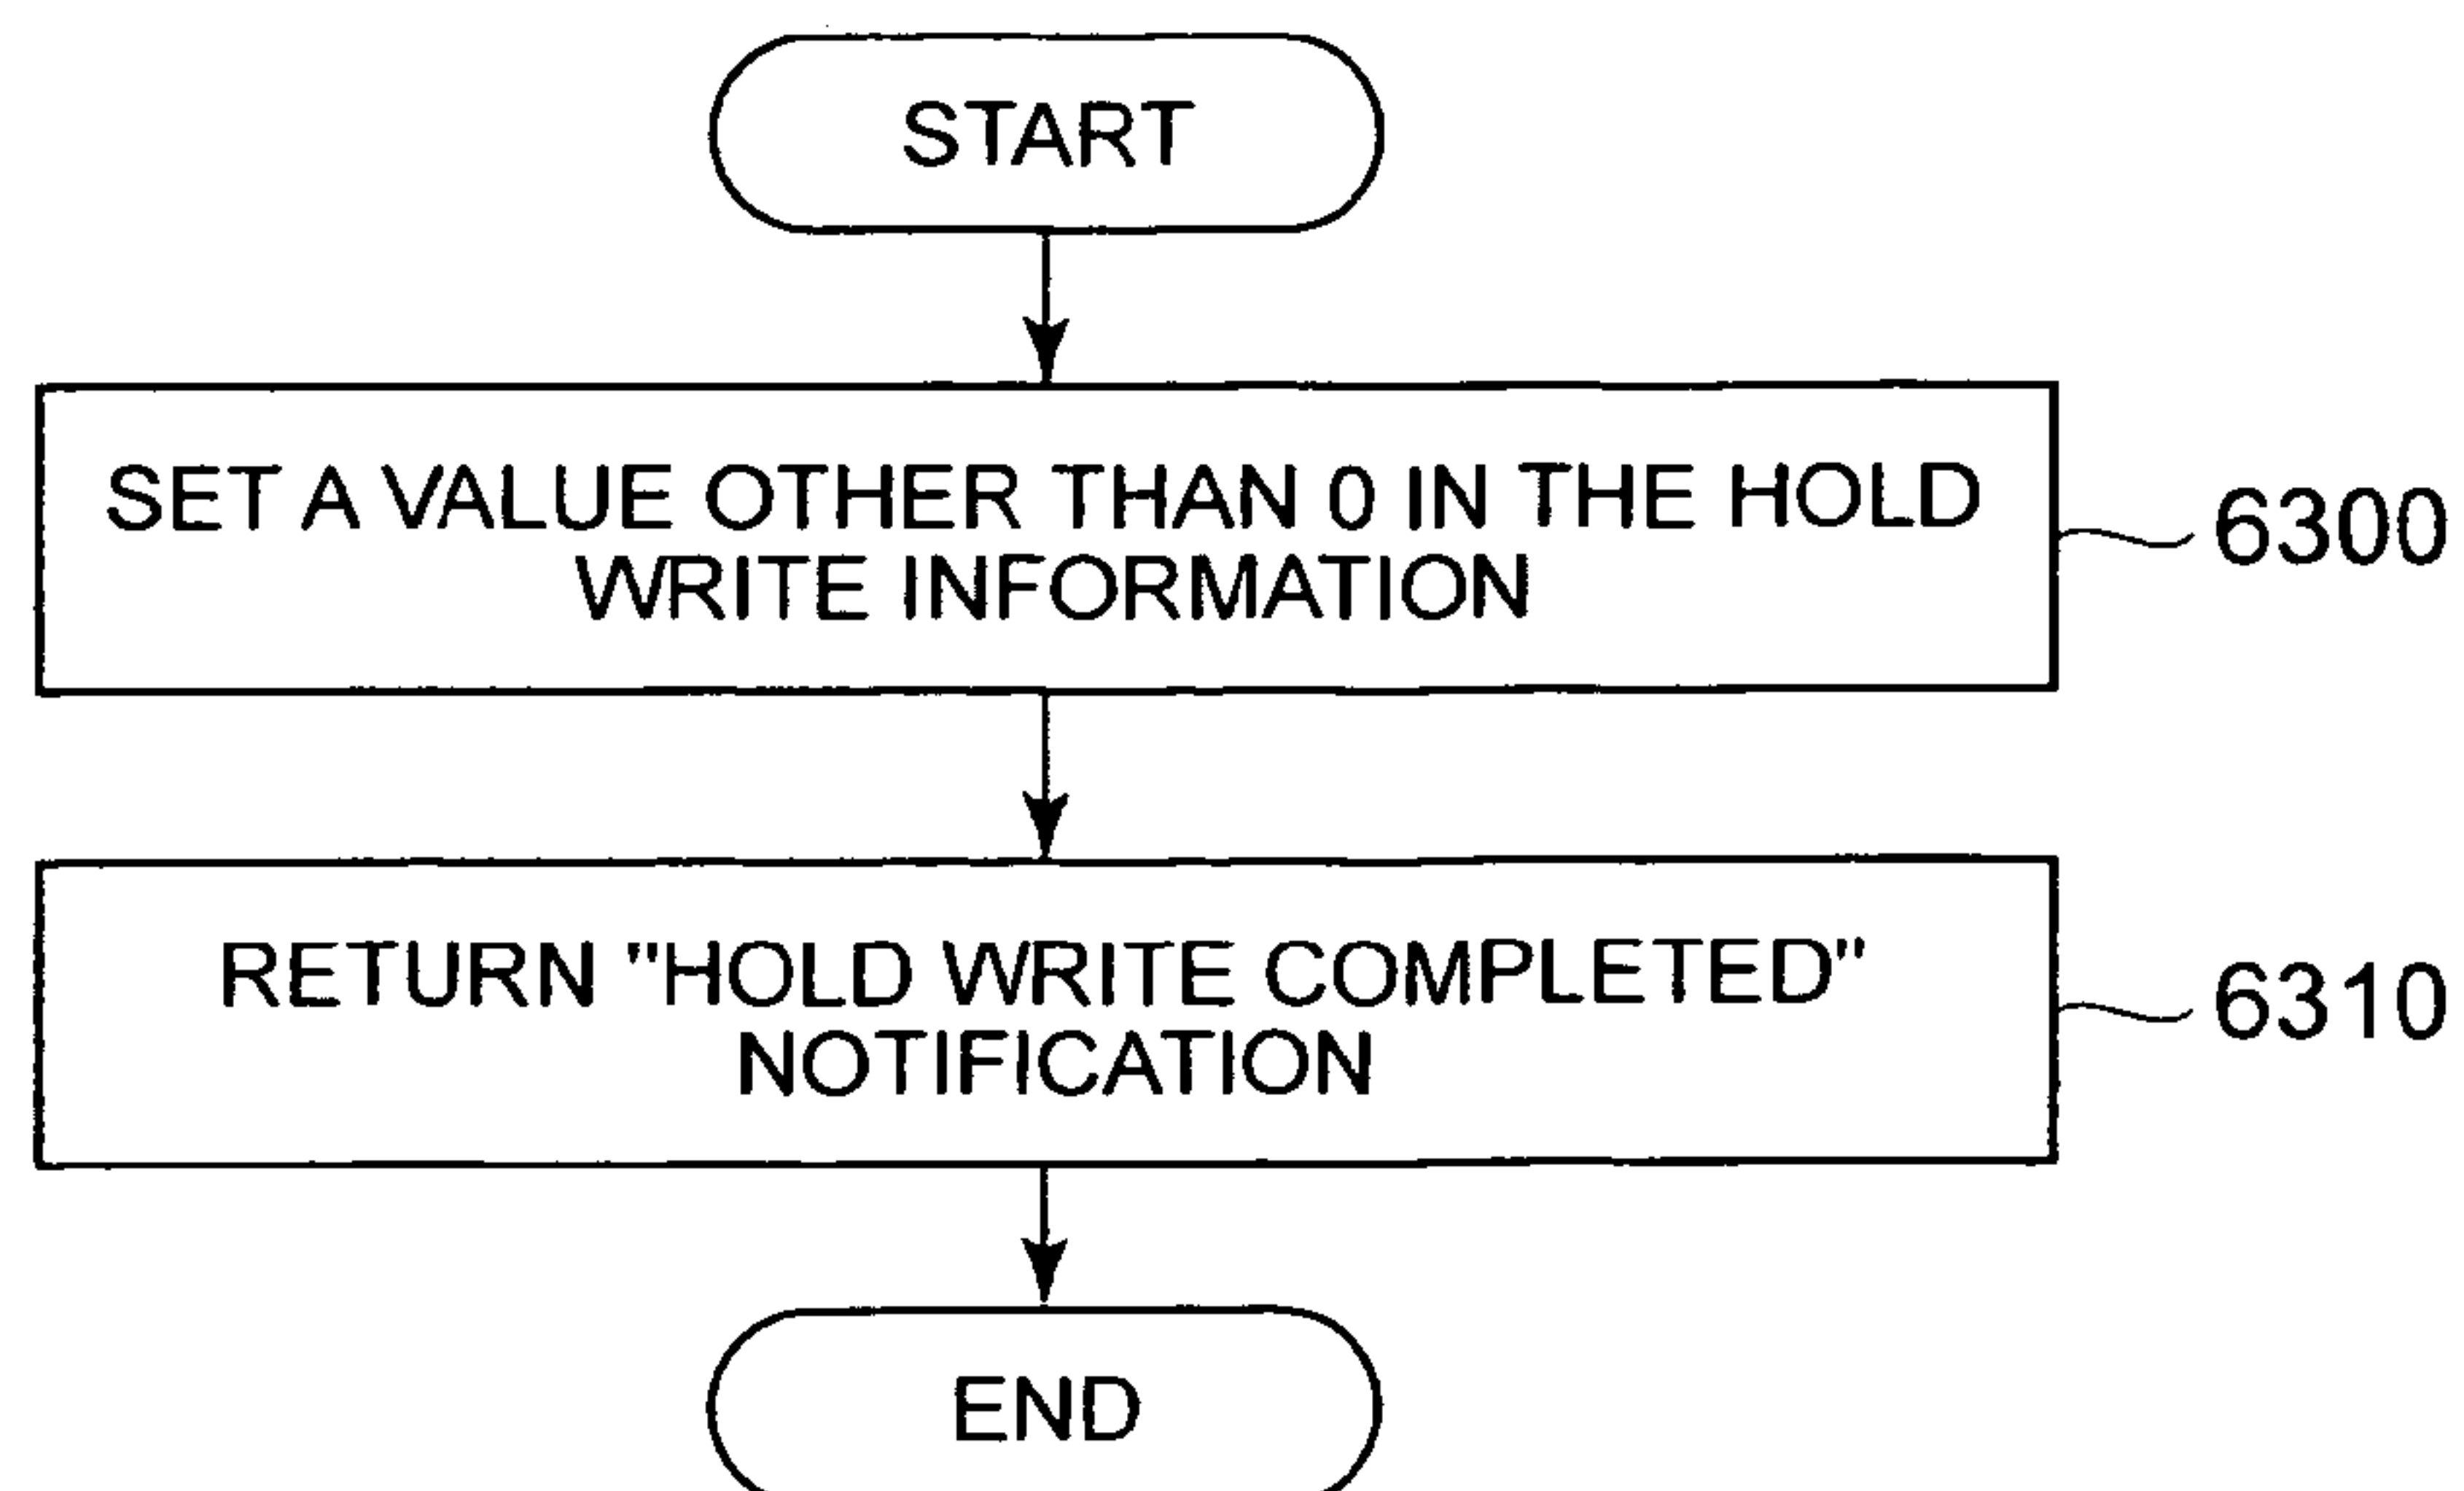 START
SET A VALUE OTHER THAN 0 IN THE HOLD
WRITE INFORMATION
6300
RETURN "HOLD WRITE COMPLETED"
NOTIFICATION
6310
END